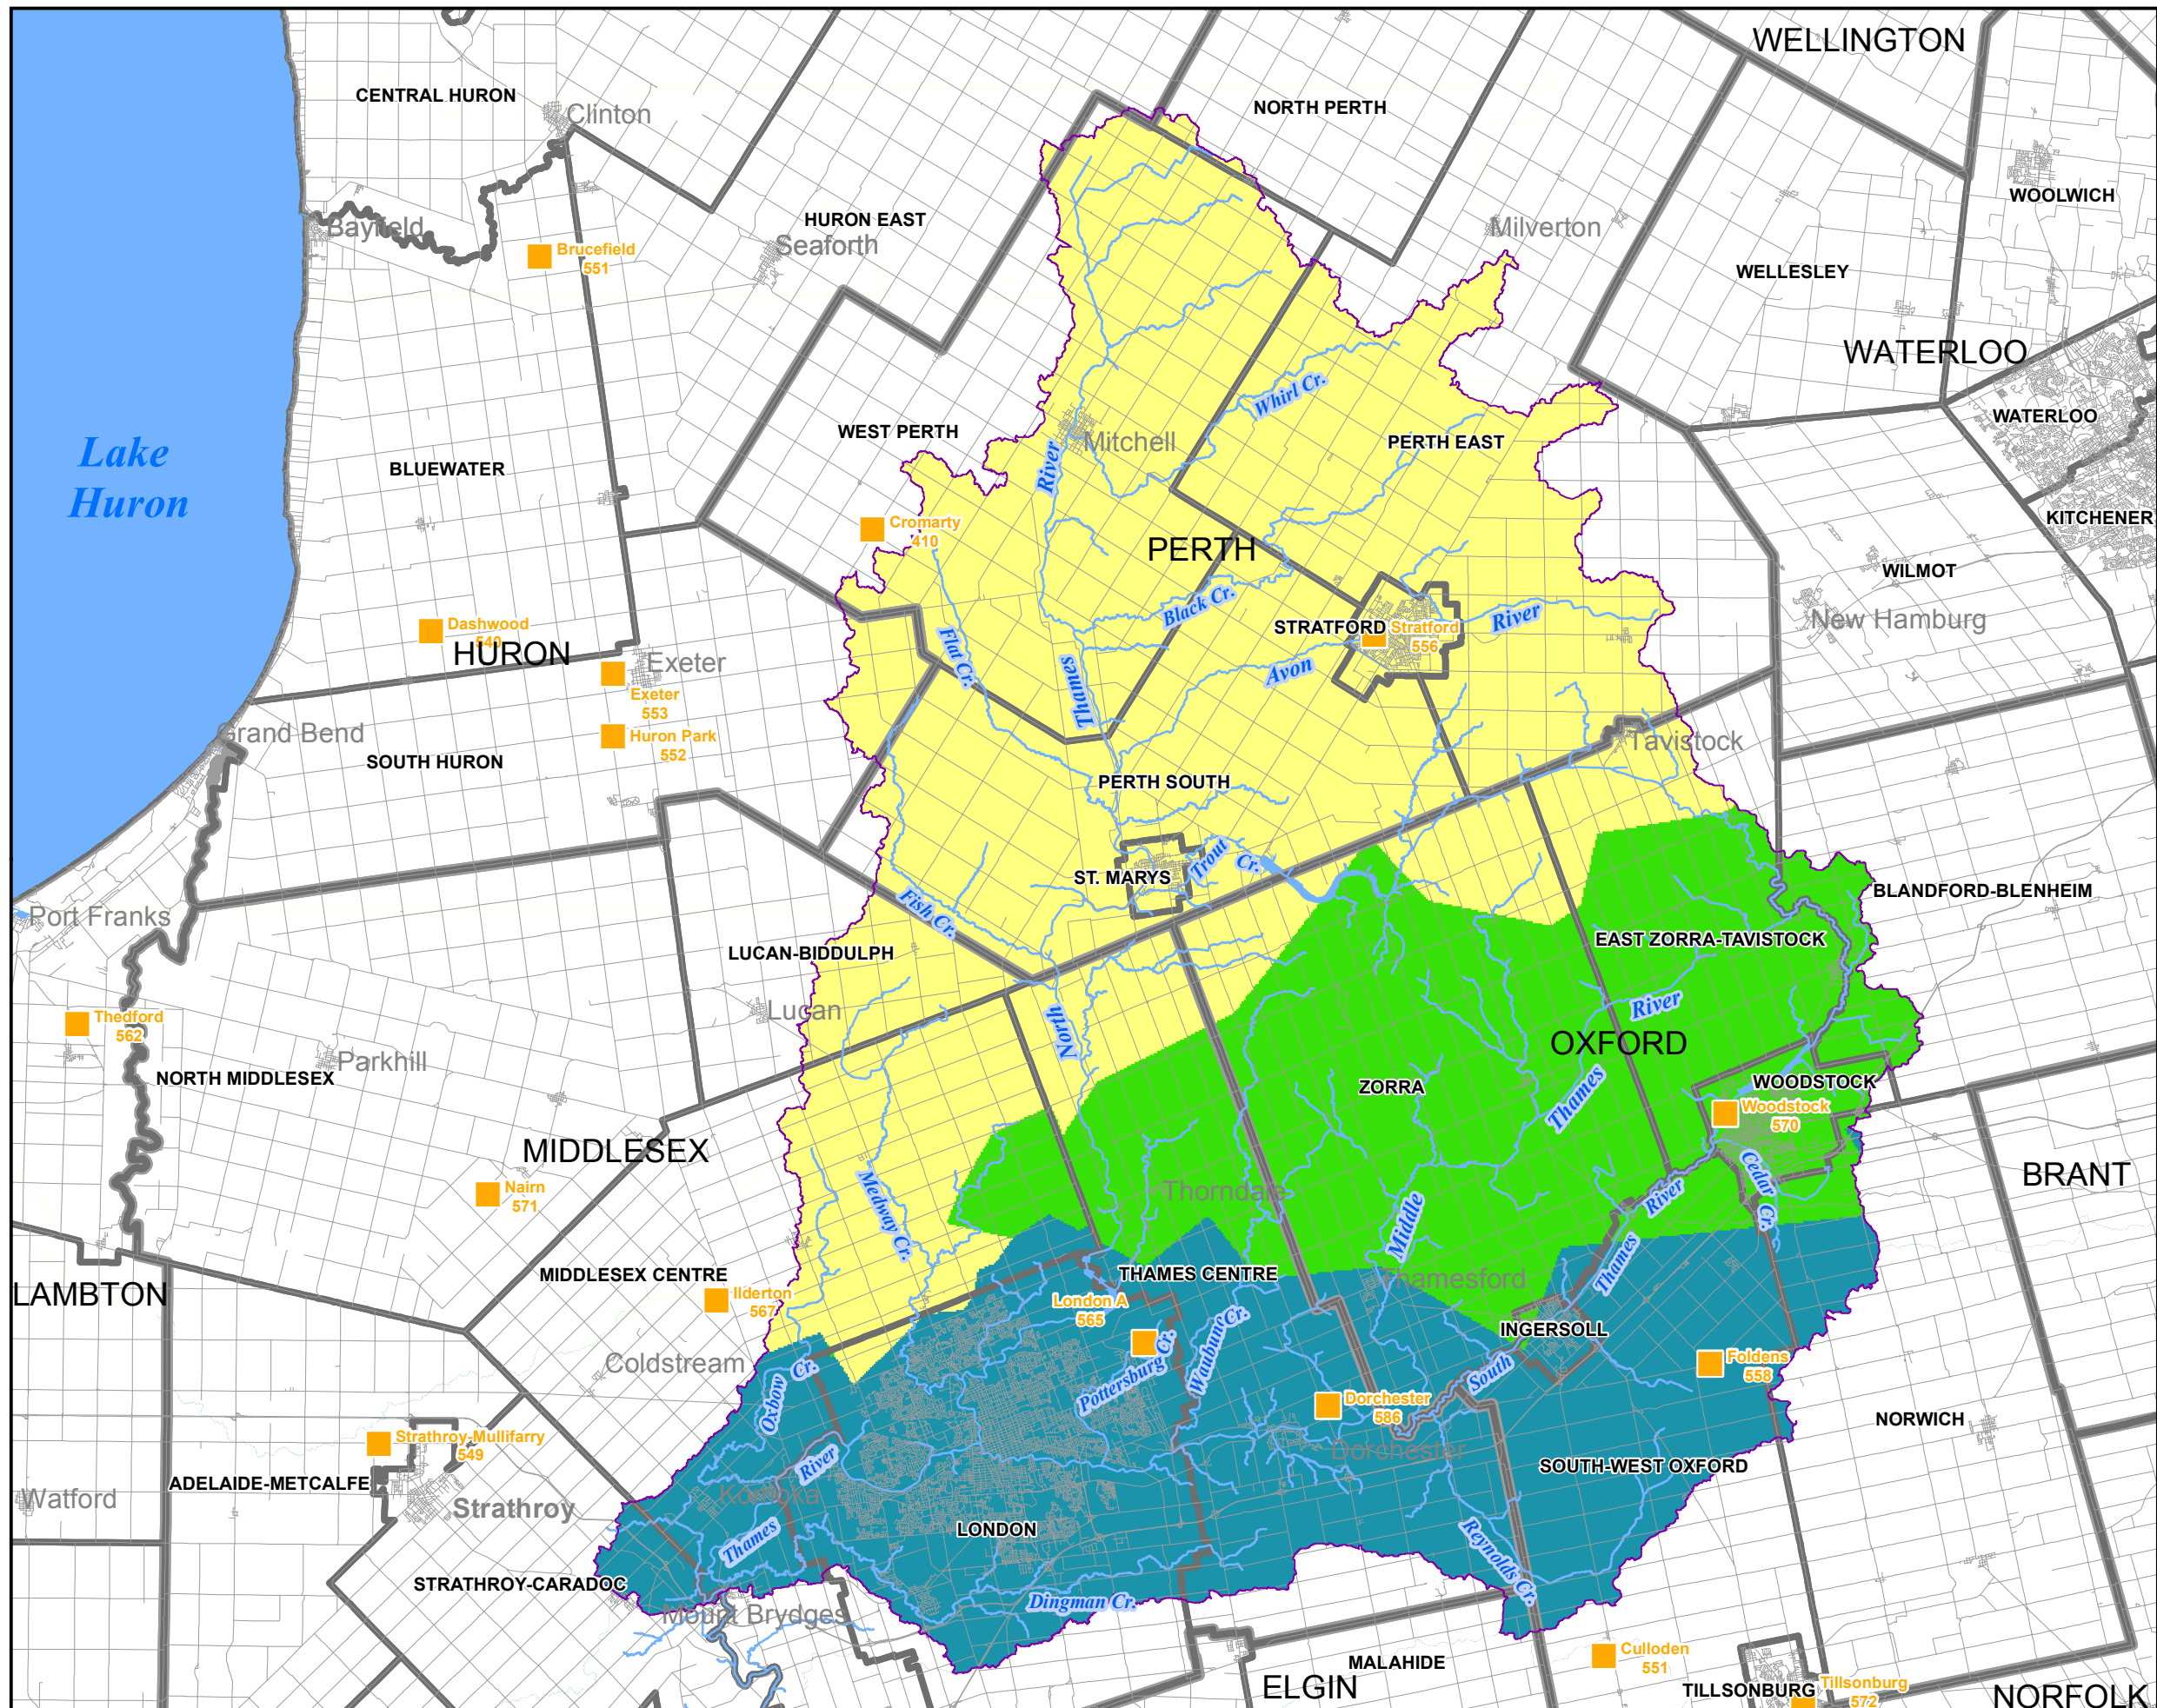 WELLINGTON
CENTRAL HURON
Clinton
NORTH PERTH
WOOLWICH
HURON EAST
Bayfield
Seaforth
Milverton
Brucefield
551
WELLESLEY
WATERLOO
Whirl Cr.
WATERLOO
WEST PERTH
Mitchell
PERTH EAST
Lake
Huron
River
BLUEWATER
KITCHENER
Cromarty
410
PERTH
WILMOT
Black Cr.
Dashwood
540
HURON
STRATFORD
Stratford
556
River
New Hamburg
Flat Cr.
Exeter
Avon
Thames
Exeter
553
Grand Bend
Huron Park
552
Tavistock
SOUTH HURON
PERTH SOUTH
Trout
Cr.
ST. MARYS
BLANDFORD-BLENHEIM
Port Franks
Fish Cr.
EAST ZORRA-TAVISTOCK
LUCAN-BIDDULPH
Lucan
River
Thedford
562
North
OXFORD
Parkhill
NORTH MIDDLESEX
ZORRA
WOODSTOCK
Thames
Woodstock
570
MIDDLESEX
BRANT
Nairn
571
Thorndale
Cedar Cr.
River
Medway Cr.
Middle
MIDDLESEX CENTRE
THAMES CENTRE
Thamesford
Thames
LAMBTON
Ilderton
567
London A
565
INGERSOLL
Coldstream
Waubuno Cr.
Pottersburg Cr.
Foldens
558
South
Oxbow Cr.
Dorchester
586
NORWICH
Strathroy-Mullifarry
549
Dorchester
River
SOUTH-WEST OXFORD
ADELAIDE-METCALFE
Watford
Komoka
Strathroy
LONDON
Thames
Reynolds Cr.
STRATHROY-CARADOC
Dingman Cr.
Mount Brydges
Culloden
551
MALAHIDE
ELGIN
TILLSONBURG
Tillsonburg
572
NORFOLK